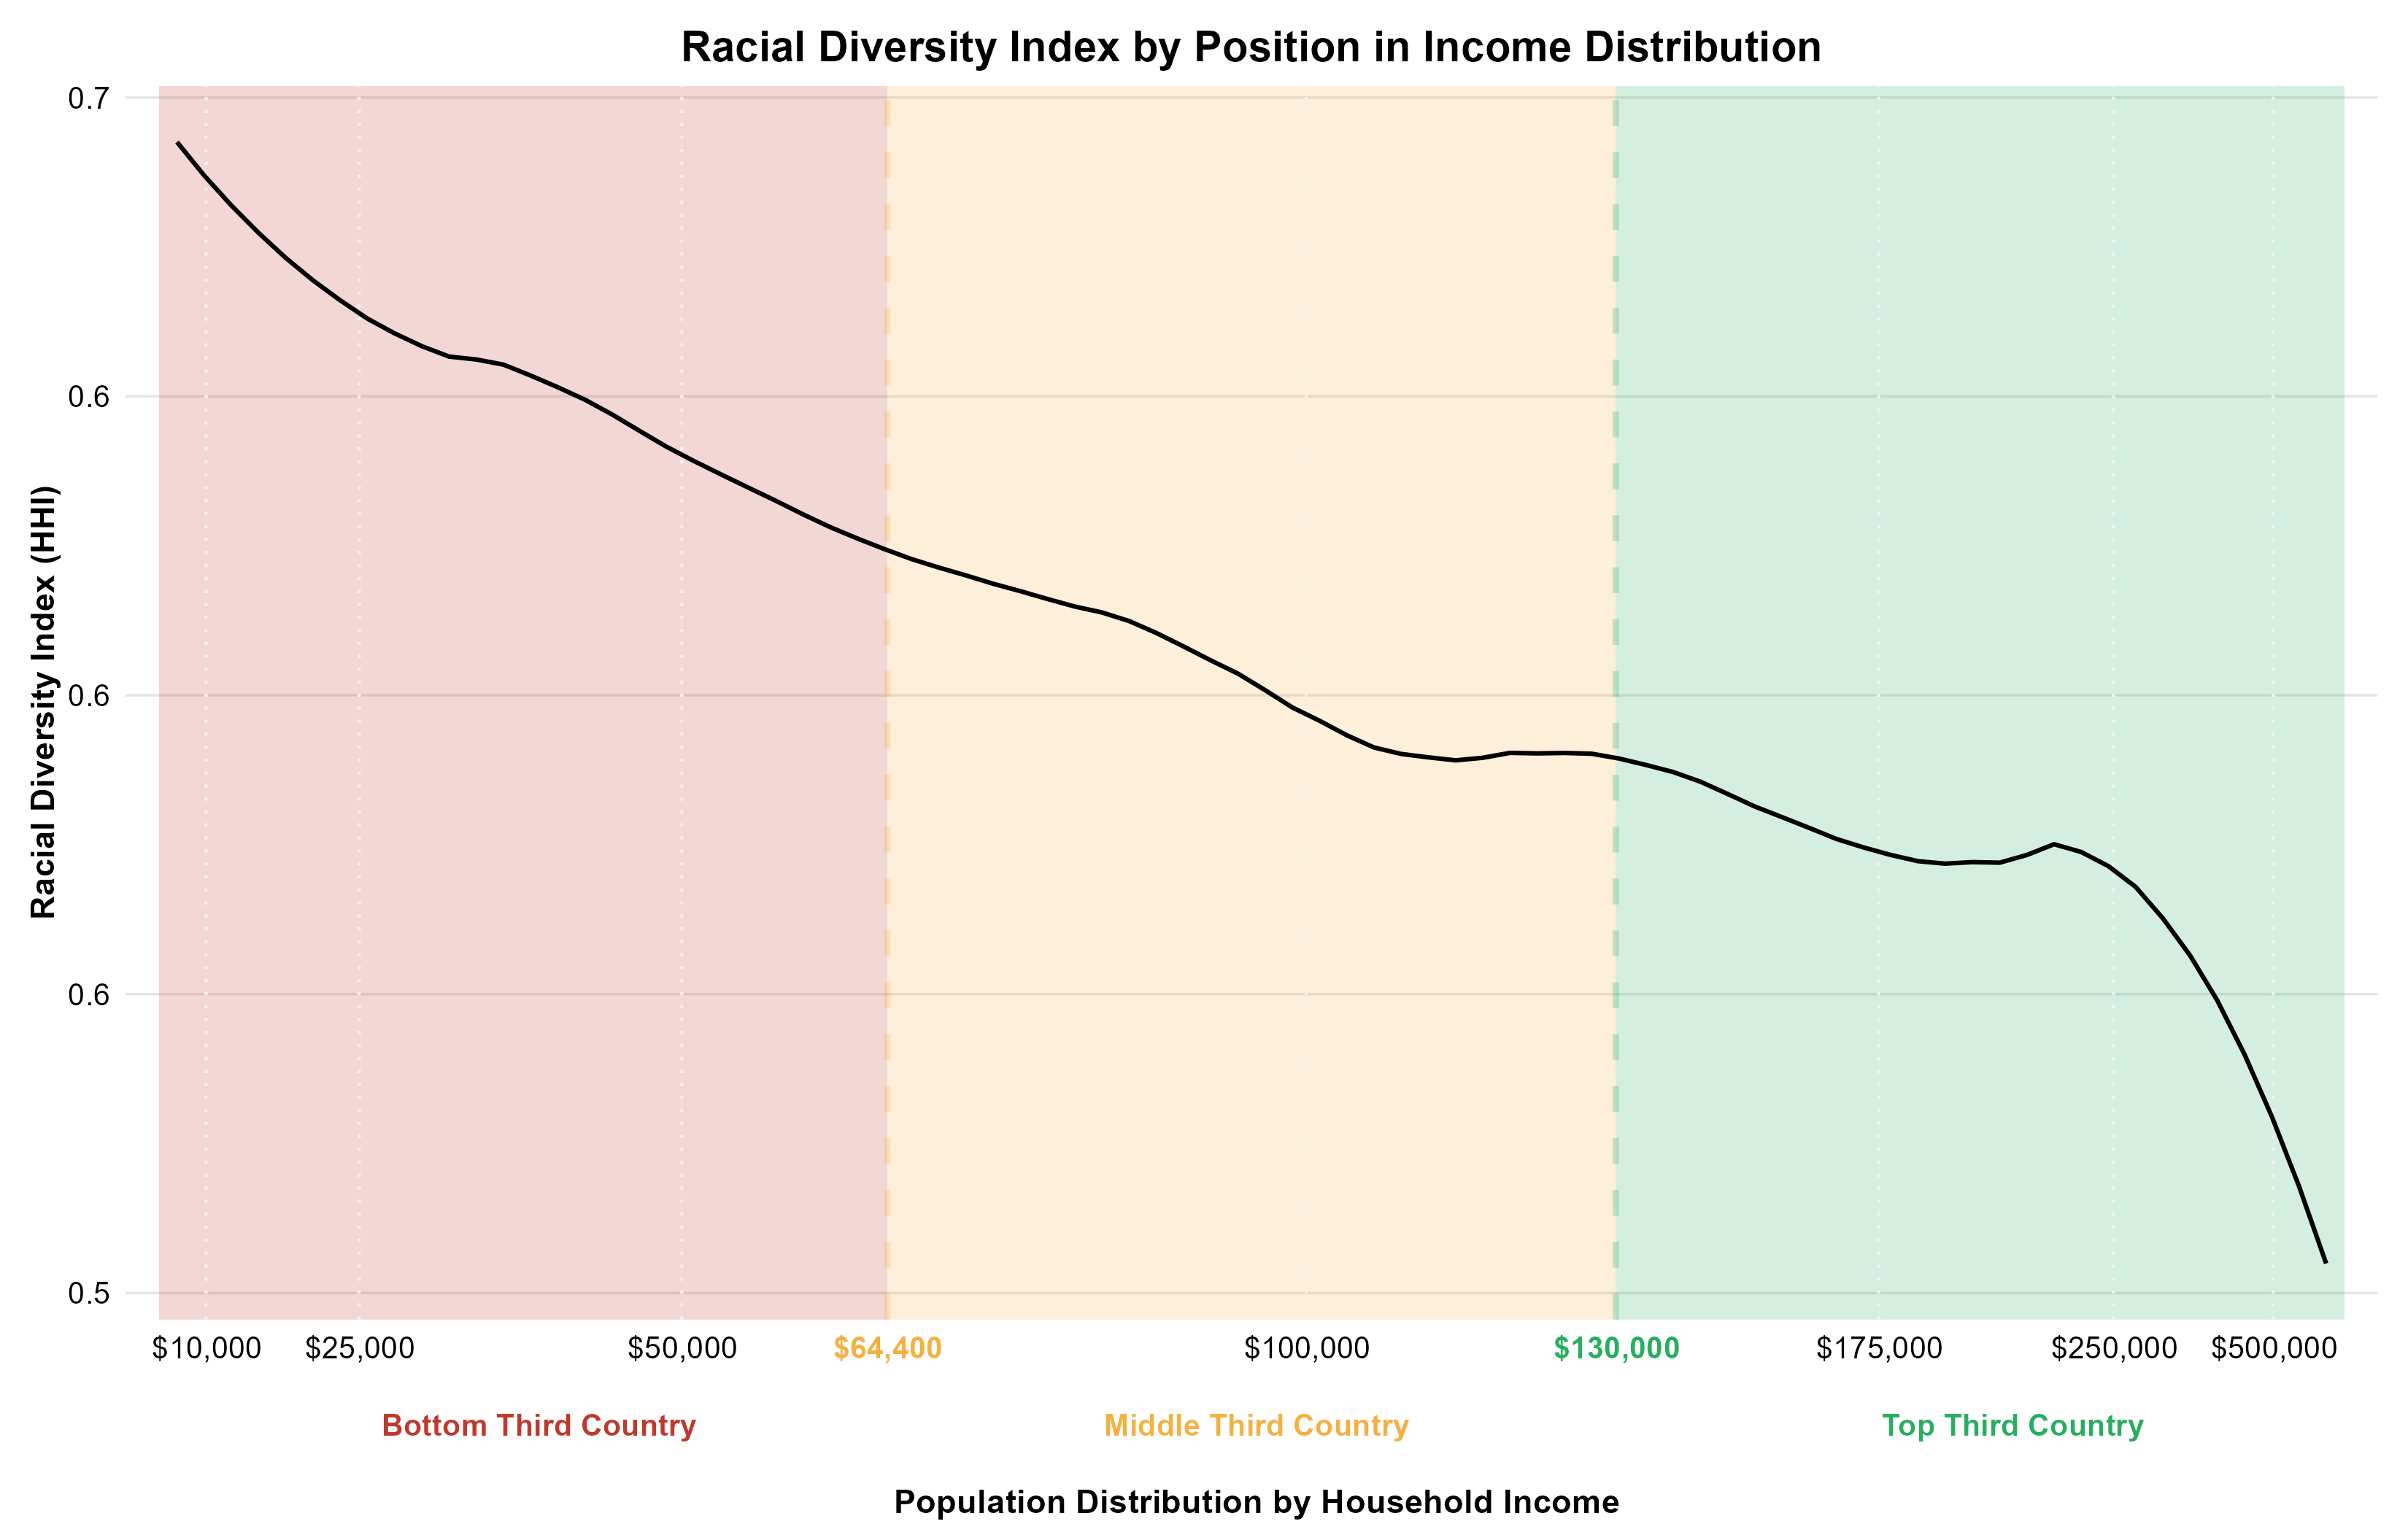 Racial Diversity Index by Position in Income Distribution
Racial Diversity Index (HHI)
0.7
0.6
0.6
0.6
0.5
$10,000 $25,000 $50,000 $64,400 $100,000 $130,000 $175,000 $250,000 $500,000
Bottom Third Country Middle Third Country Top Third Country
Population Distribution by Household Income